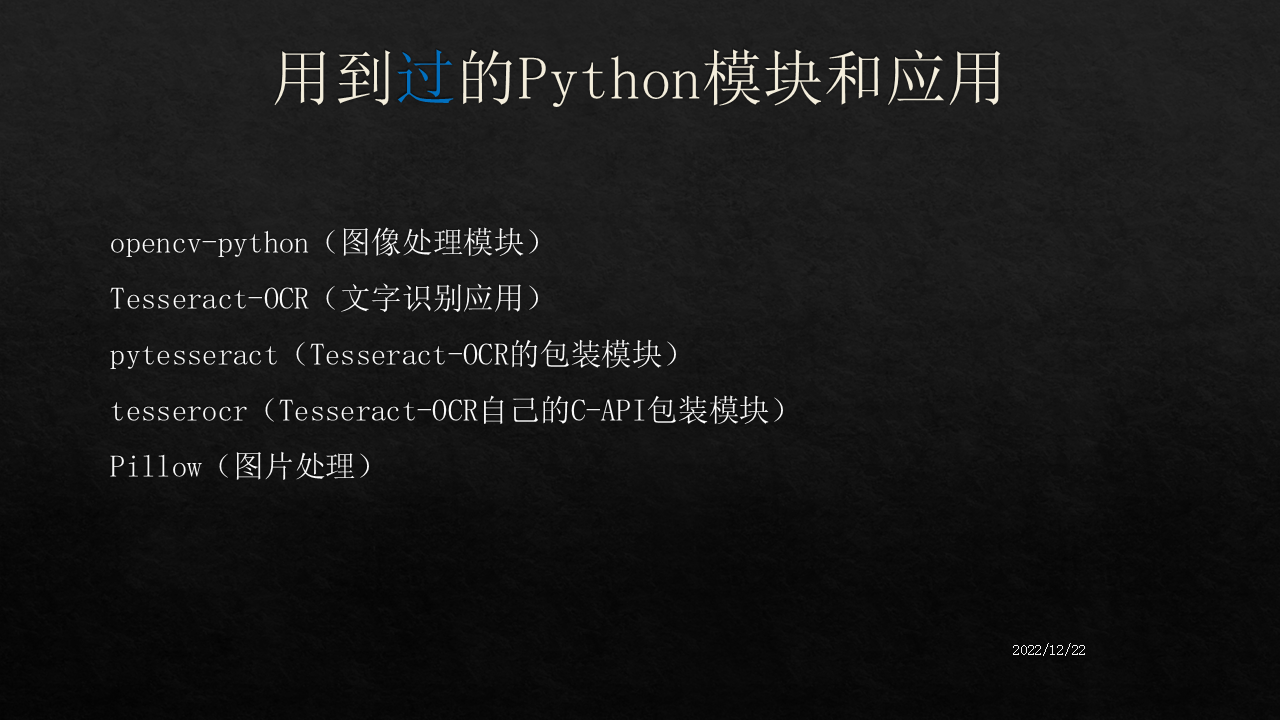 用到过的Python模块和应用
opencv-python（图像处理模块）
Tesseract-OCR（文字识别应用）
pytesseract（Tesseract-OCR的包装模块）
tesserocr（Tesseract-OCR自己的C-API包装模块）
Pillow（图片处理）
2022/12/22